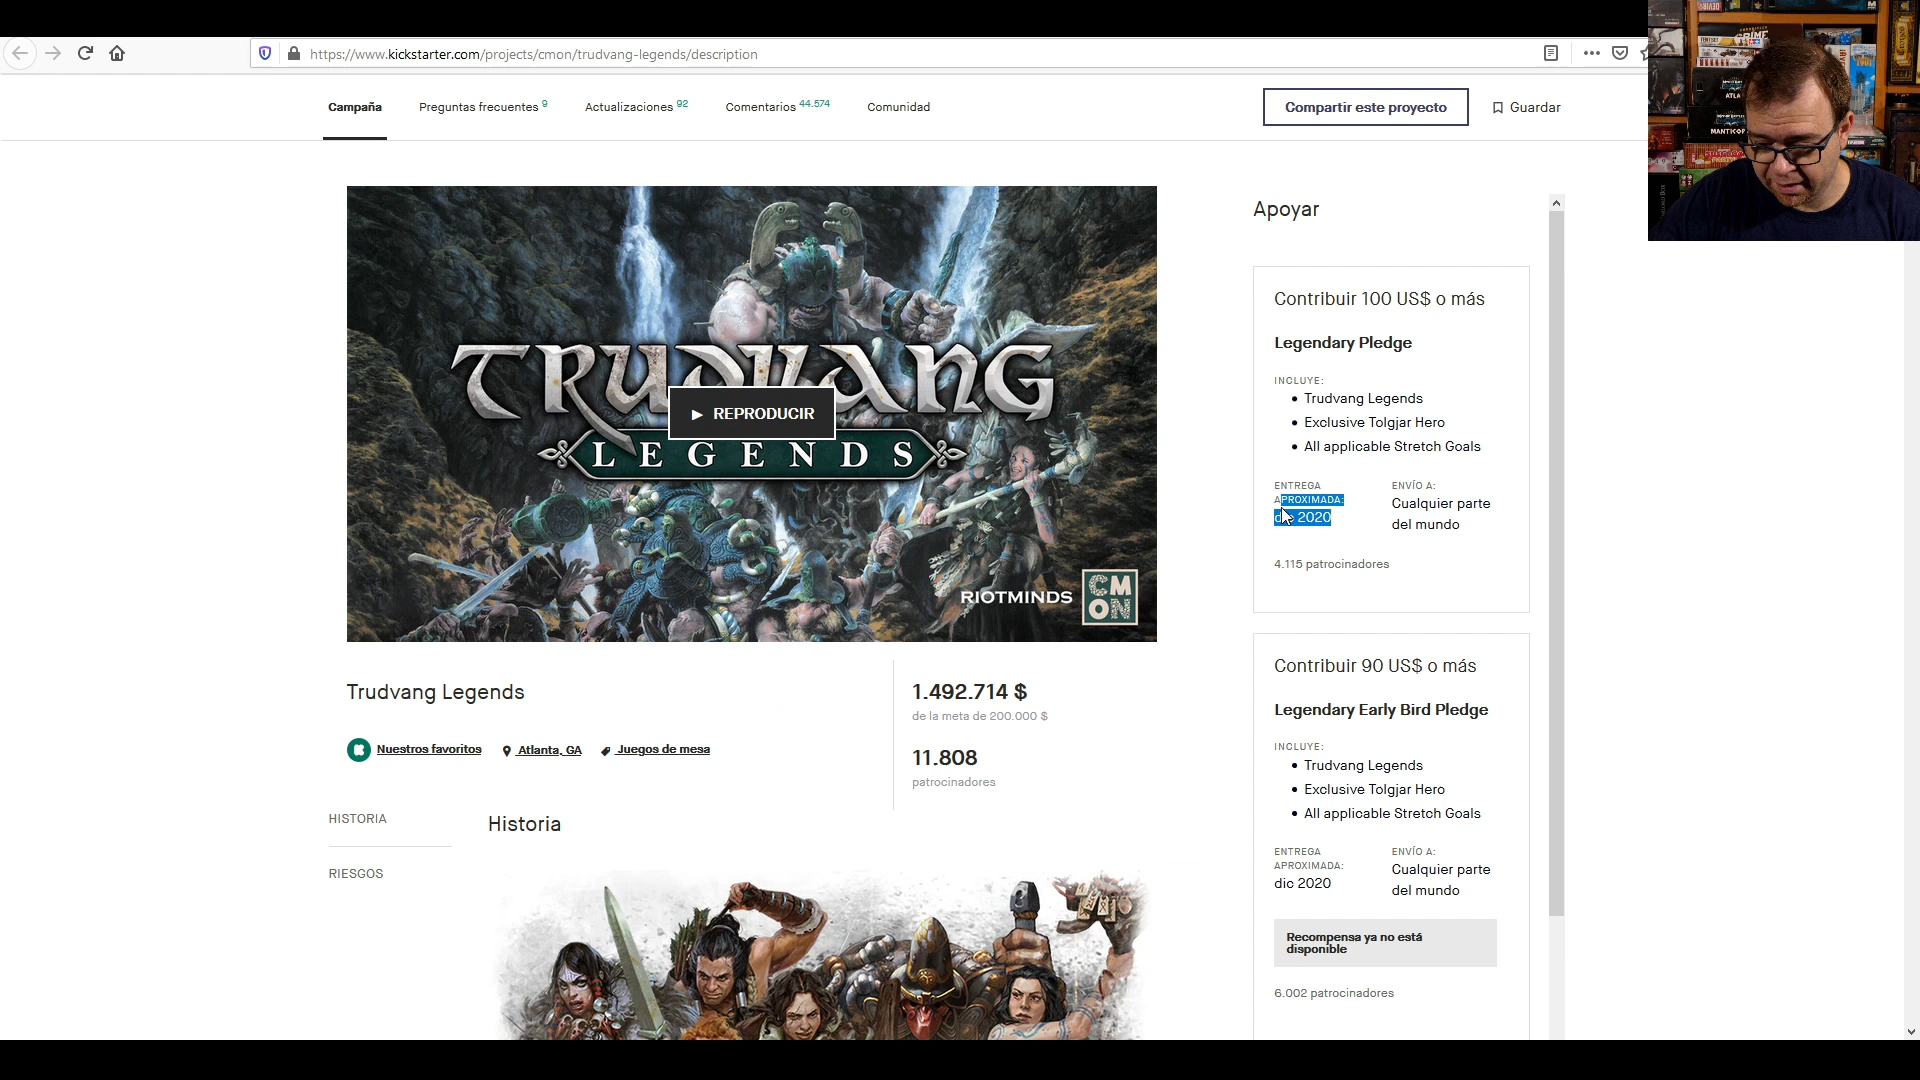 https://www.kickstarter.com/projects/cmon/trudvang-legends/description
Campaña
Preguntas frecuentes 9
Actualizaciones 92
Comentarios 44.574
Comunidad
Compartir este proyecto
Guardar
TRUDVANG
REPRODUCIR
LEGENDS
RIOTMINDS
CMON
Trudvang Legends
Nuestros favoritos
Atlanta, GA
Juegos de mesa
1.492.714 $
de la meta de 200.000 $
11.808
patrocinadores
HISTORIA
RIESGOS
Historia
Apoyar
Contribuir 100 US$ o más
Legendary Pledge
INCLUYE:
• Trudvang Legends
• Exclusive Tolgjar Hero
• All applicable Stretch Goals
ENTREGA
APROXIMADA:
dic 2020
ENVÍO A:
Cualquier parte
del mundo
4.115 patrocinadores
Contribuir 90 US$ o más
Legendary Early Bird Pledge
INCLUYE:
• Trudvang Legends
• Exclusive Tolgjar Hero
• All applicable Stretch Goals
ENTREGA
APROXIMADA:
dic 2020
ENVÍO A:
Cualquier parte
del mundo
Recompensa ya no está
disponible
6.002 patrocinadores
CRIME
MANTICOR